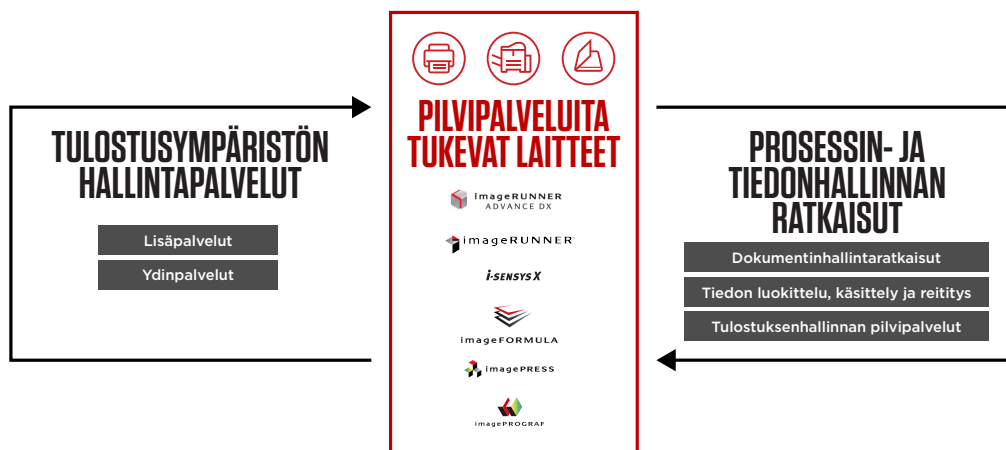 TULOSTUSYMPÄRISTÖN
HALLINTAPALVELUT
Lisäpalvelut
Ydinpalvelut
PILVIPALVELUITA
TUKEVAT LAITTEET
imageRUNNER
ADVANCE DX
imageRUNNER
i-SENSYS X
imageFORMULA
imagePRESS
imagePROGRAF
PROSESSIN- JA
TIEDONHALLINNAN
RATKAISUT
Dokumentinhallintaratkaisut
Tiedon luokittelu, käsittely ja reititys
Tulostuksenhallinnan pilvipalvelut